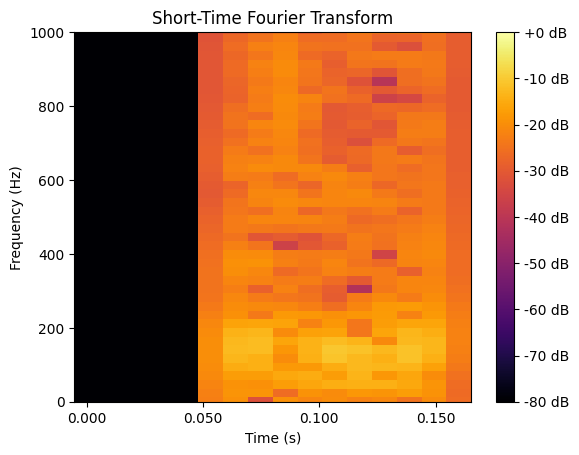 Short-Time Fourier Transform
1000
800
600
400
200
0
Frequency (Hz)
0.000
0.050
0.100
0.150
Time (s)
+0 dB
-10 dB
-20 dB
-30 dB
-40 dB
-50 dB
-60 dB
-70 dB
-80 dB